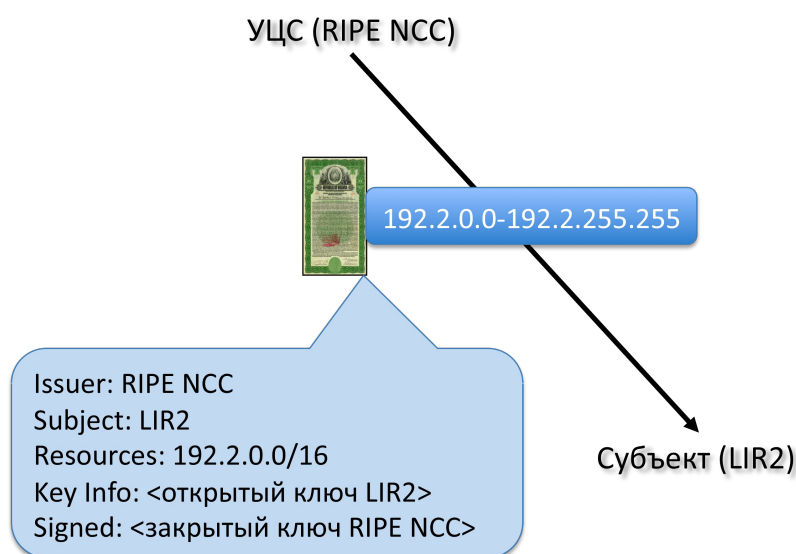 УЦС (RIPE NCC)
192.2.0.0-192.2.255.255
Issuer: RIPE NCC
Subject: LIR2
Resources: 192.2.0.0/16
Key Info: <открытый ключ LIR2>
Signed: <закрытый ключ RIPE NCC>
Субъект (LIR2)